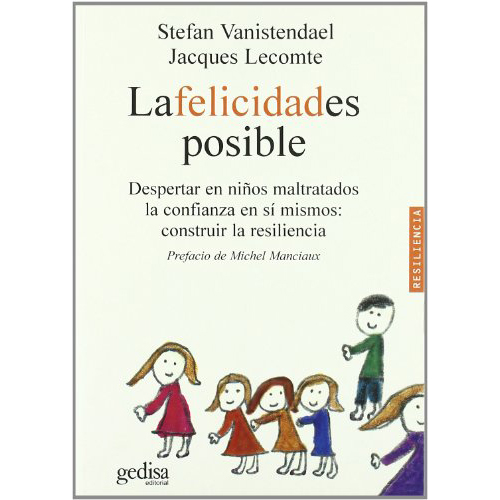 Stefan Vanistendael
Jacques Lecomte
Lafelicidades
posible
Despertar en niños maltratados
la confianza en sí mismos:
construir la resiliencia
Prefacio de Michel Manciaux
RESILIENCIA
gedisa
editorial